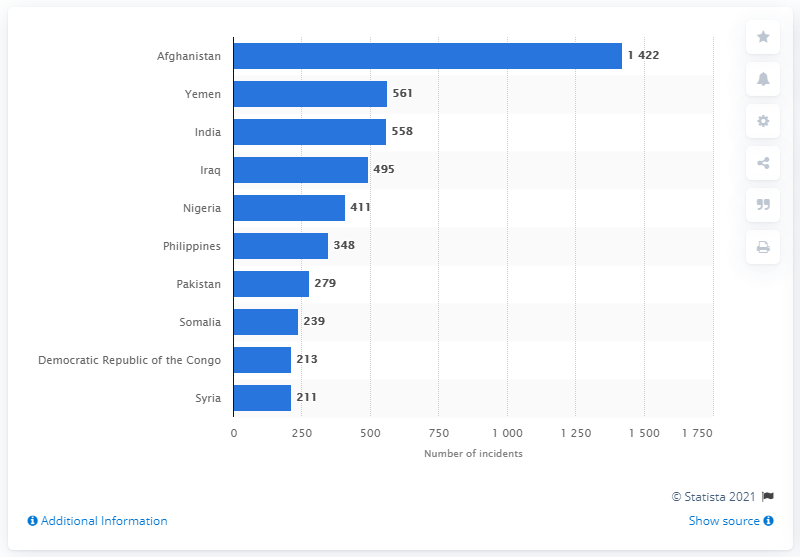 Afghanistan 1 422
Yemen 561
India 558
Iraq 495
Nigeria 411
Philippines 348
Pakistan 279
Somalia 239
Democratic Republic of the Congo 213
Syria 211
0 250 500 750 1 000 1 250 1 500 1 750
Number of incidents
© Statista 2021
Additional Information Show source